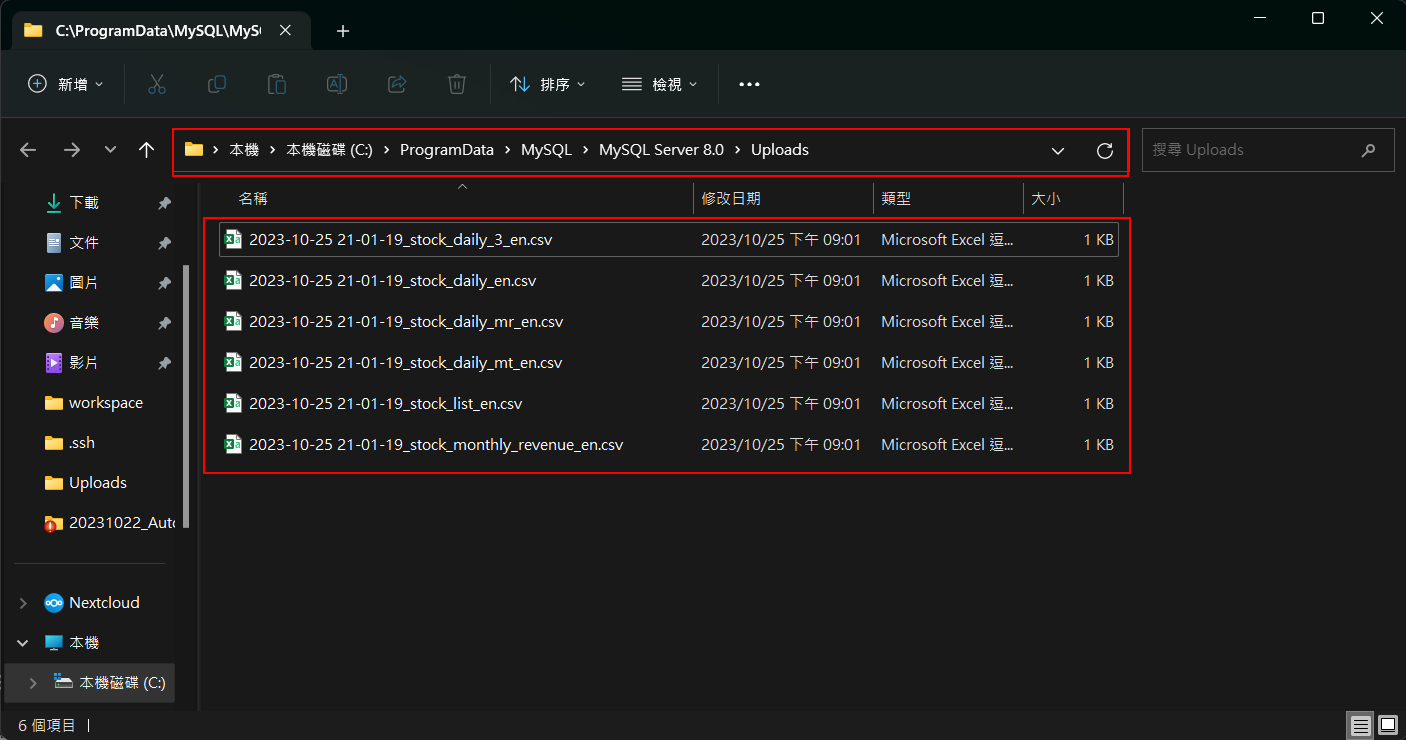 C:\ProgramData\MySQL\MyS
新增 排序 檢視
本機 本機磁碟 (C:) ProgramData MySQL MySQL Server 8.0 Uploads
搜尋 Uploads
名稱 修改日期 類型 大小
下載
文件
圖片
音樂
影片
workspace
.ssh
Uploads
20231022_Auto
Nextcloud
本機
本機磁碟 (C:)
2023-10-25 21-01-19_stock_daily_3_en.csv 2023/10/25 下午 09:01 Microsoft Excel 逗... 1 KB
2023-10-25 21-01-19_stock_daily_en.csv 2023/10/25 下午 09:01 Microsoft Excel 逗... 1 KB
2023-10-25 21-01-19_stock_daily_mr_en.csv 2023/10/25 下午 09:01 Microsoft Excel 逗... 1 KB
2023-10-25 21-01-19_stock_daily_mt_en.csv 2023/10/25 下午 09:01 Microsoft Excel 逗... 1 KB
2023-10-25 21-01-19_stock_list_en.csv 2023/10/25 下午 09:01 Microsoft Excel 逗... 1 KB
2023-10-25 21-01-19_stock_monthly_revenue_en.csv 2023/10/25 下午 09:01 Microsoft Excel 逗... 1 KB
6 個項目